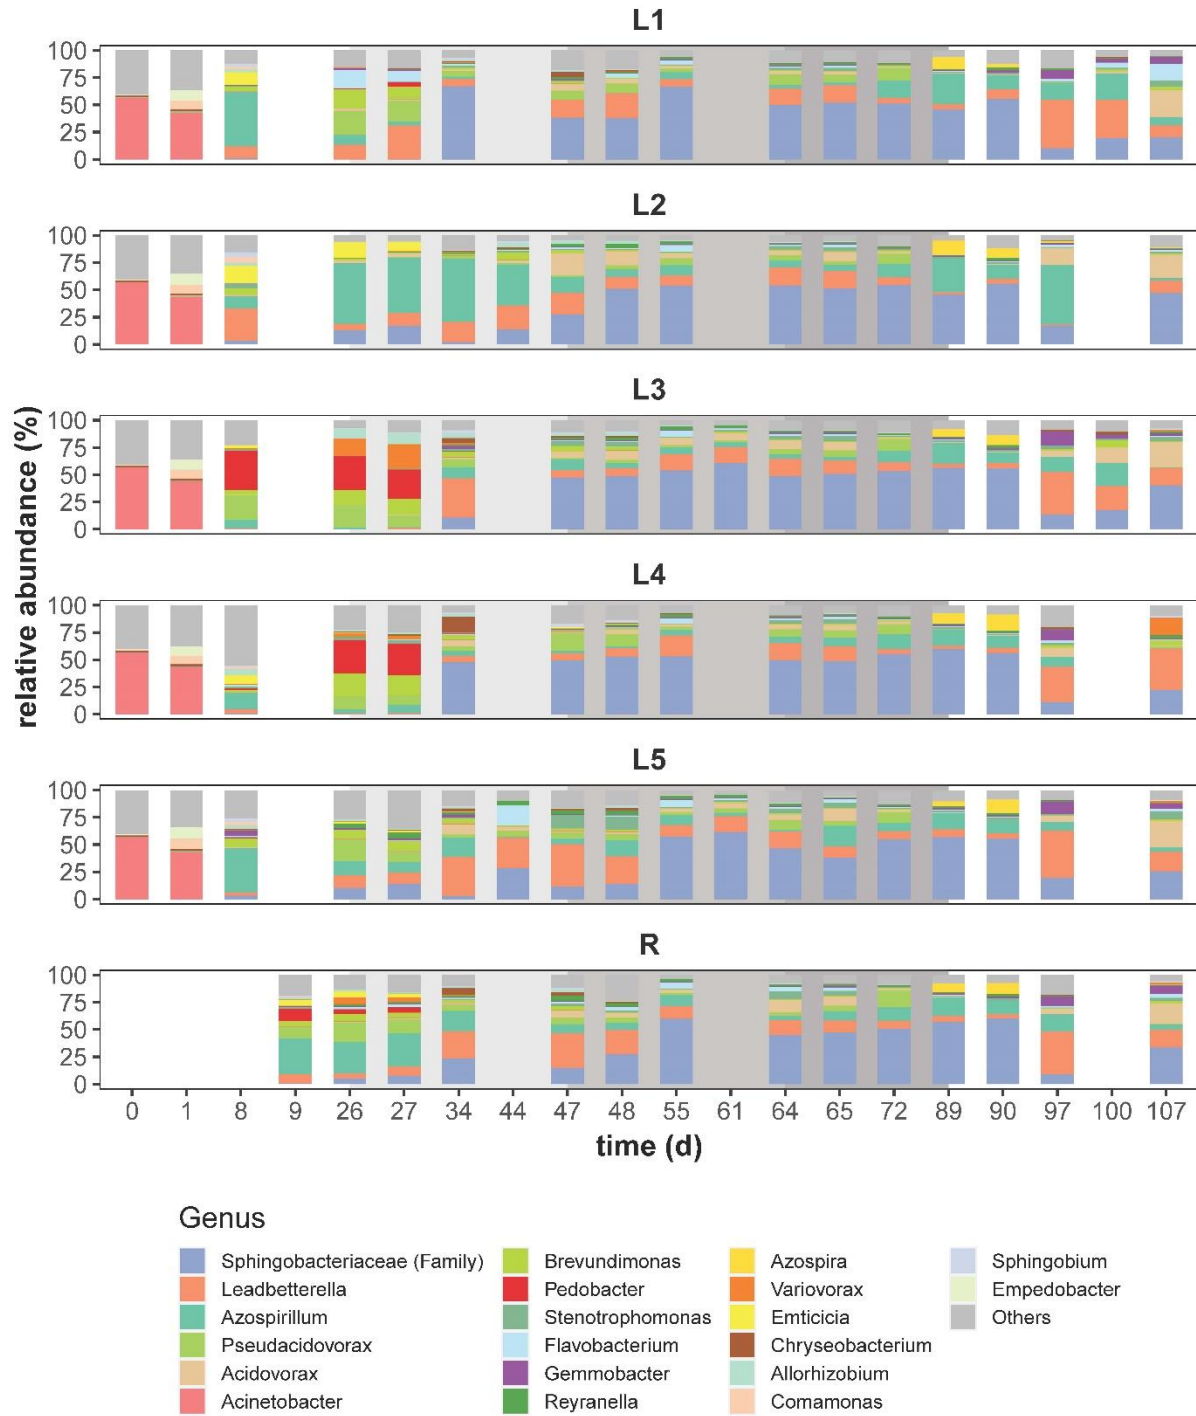 L1
100
75
50
25
0
L2
100
75
50
25
0
L3
100
75
50
25
0
L4
100
75
50
25
0
L5
100
75
50
25
0
R
100
75
50
25
0
relative abundance (%)
0 1 8 9 26 27 34 44 47 48 55 61 64 65 72 89 90 97 100 107
time (d)
Genus
Sphingobacteriaceae (Family) Brevundimonas Azospira Sphingobium
Leadbetterella Pedobacter Variovorax Empedobacter
Azospirillum Stenotrophomonas Emticicia Others
Pseudacidovorax Flavobacterium Chryseobacterium
Acidovorax Gemmobacter Allorhizobium
Acinetobacter Reyranella Comamonas